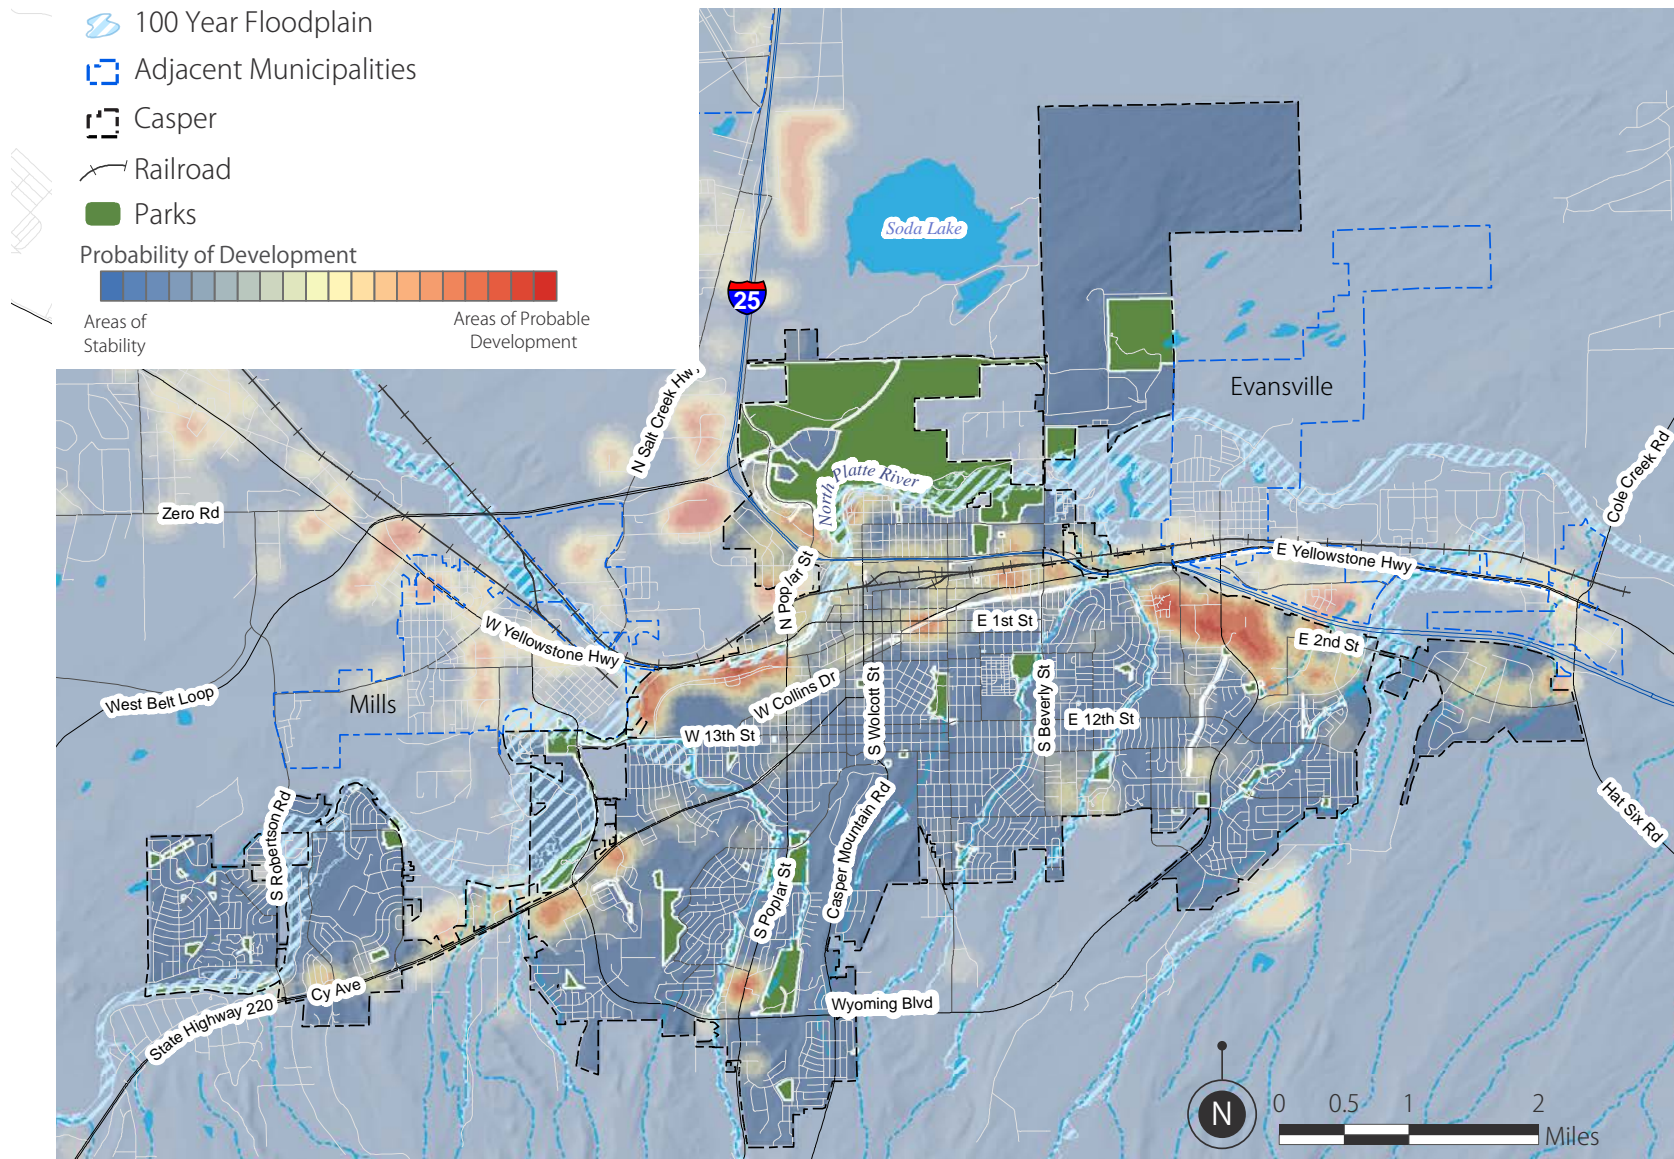 100 Year Floodplain
Adjacent Municipalities
Casper
Railroad
Parks
Probability of Development
Areas of
Stability
Areas of Probable
Development
Soda Lake
25
Evansville
N Salt Creek Hwy
North Platte River
Cole Creek Rd
Zero Rd
E Yellowstone Hwy
N Poplar St
W Yellowstone Hwy
E 1st St
E 2nd St
West Belt Loop
Mills
W Collins Dr
S Wolcott St
S Beverly St
E 12th St
W 13th St
S Robertson Rd
Casper Mountain Rd
Hat Six Rd
S Poplar St
Cy Ave
Wyoming Blvd
State Highway 220
N
0 0.5 1 2
Miles